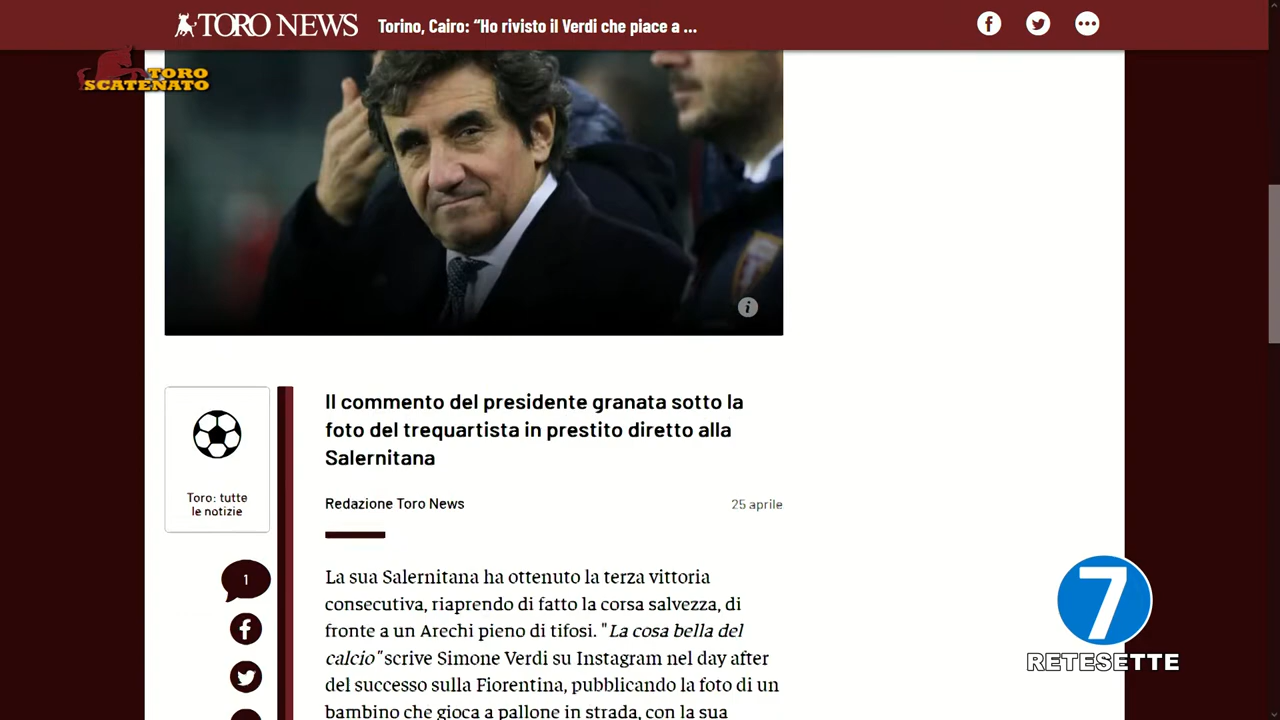 TORO NEWS
Torino, Cairo: “Ho rivisto il Verdi che piace a ...
TORO
SCATENATO
Il commento del presidente granata sotto la
foto del trequartista in prestito diretto alla
Salernitana
Redazione Toro News
25 aprile
Toro: tutte
le notizie
1
La sua Salernitana ha ottenuto la terza vittoria
consecutiva, riaprendo di fatto la corsa salvezza, di
fronte a un Arechi pieno di tifosi. "La cosa bella del
calcio" scrive Simone Verdi su Instagram nel day after
del successo sulla Fiorentina, pubblicando la foto di un
bambino che gioca a pallone in strada, con la sua
7
RETESETTE